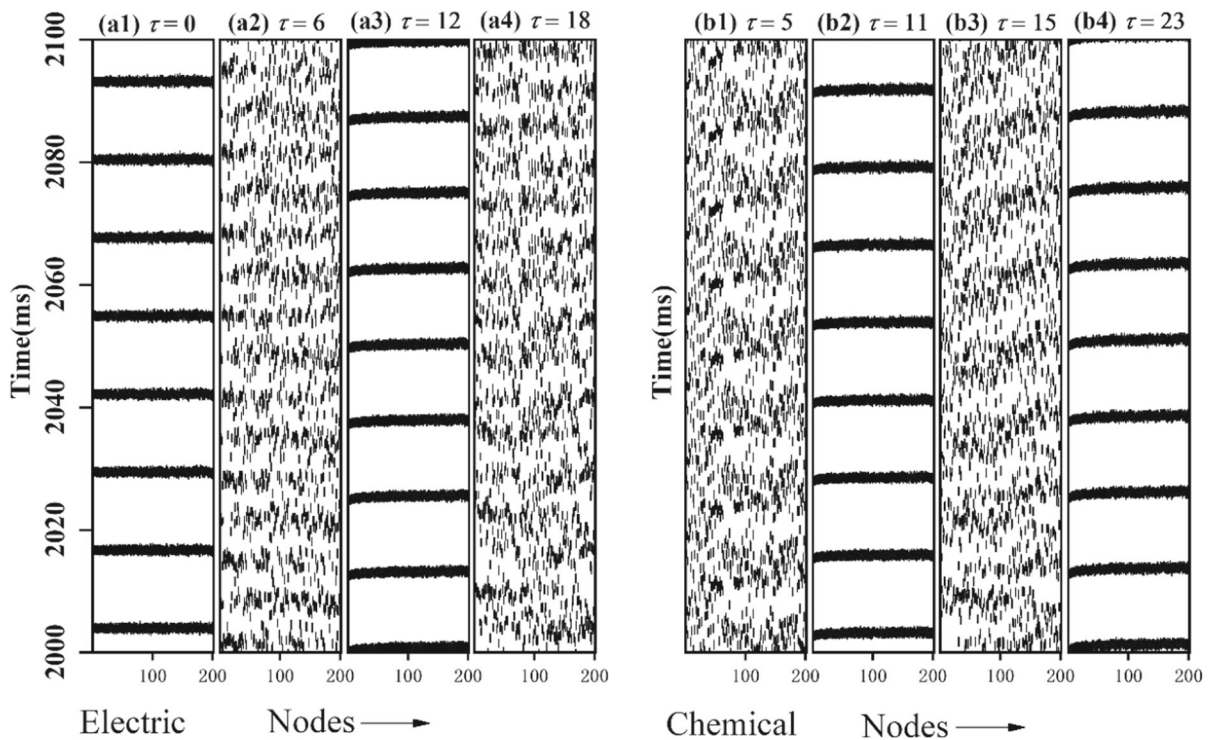 (a1) τ = 0 (a2) τ = 6 (a3) τ = 12 (a4) τ = 18 (b1) τ = 5 (b2) τ = 11 (b3) τ = 15 (b4) τ = 23
2100
2080
2060
2040
2020
2000
Time(ms)
Time(ms)
100 200 100 200 100 200 100 200 100 200 100 200 100 200 100 200
Electric Nodes → Chemical Nodes →